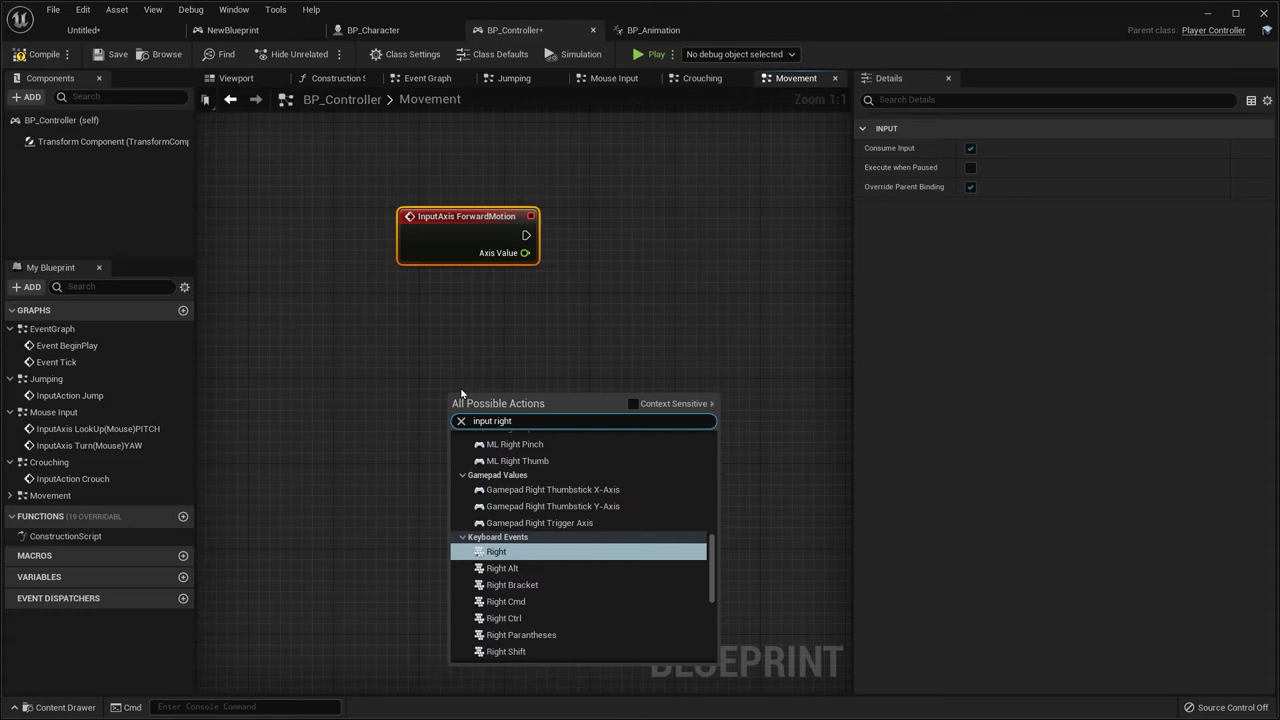 File Edit Asset View Debug Window Tools Help
Untitled•
NewBlueprint
BP_Character
BP_Controller•
BP_Animation
Parent class: Player Controller
Compile
Save
Browse
Find
Hide Unrelated
Class Settings
Class Defaults
Simulation
Play
No debug object selected
Components
Viewport
Construction S
Event Graph
Jumping
Mouse Input
Crouching
Movement
Details
ADD
Search
BP_Controller > Movement
Zoom 1:1
Search Details
BP_Controller (self)
Transform Component (TransformComp
INPUT
Consume Input
Execute when Paused
Override Parent Binding
InputAxis ForwardMotion
Axis Value
My Blueprint
ADD
Search
GRAPHS
EventGraph
Event BeginPlay
Event Tick
Jumping
InputAction Jump
Mouse Input
InputAxis LookUp(Mouse)PITCH
InputAxis Turn(Mouse)YAW
Crouching
InputAction Crouch
Movement
FUNCTIONS (19 OVERRIDABL
ConstructionScript
MACROS
VARIABLES
EVENT DISPATCHERS
All Possible Actions
Context Sensitive
input right
ML Right Pinch
ML Right Thumb
Gamepad Values
Gamepad Right Thumbstick X-Axis
Gamepad Right Thumbstick Y-Axis
Gamepad Right Trigger Axis
Keyboard Events
Right
Right Alt
Right Bracket
Right Cmd
Right Ctrl
Right Parantheses
Right Shift
BLUEPRINT
Content Drawer
Cmd
Enter Console Command
Source Control Off